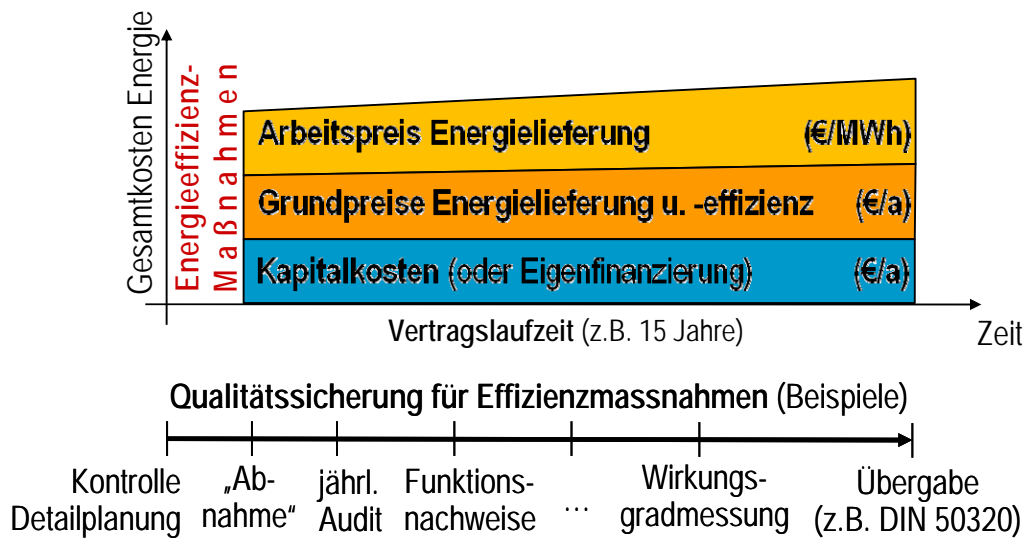 Gesamtkosten Energie
Energieeffizienz-
Maßnahmen
Arbeitspreis Energielieferung (€/MWh)
Grundpreise Energielieferung u. -effizienz (€/a)
Kapitalkosten (oder Eigenfinanzierung) (€/a)
Vertragslaufzeit (z.B. 15 Jahre)
Zeit
Qualitätssicherung für Effizienzmassnahmen (Beispiele)
Kontrolle
Detailplanung
„Ab-
nahme“
jährl.
Audit
Funktions-
nachweise
...
Wirkungs-
gradmessung
Übergabe
(z.B. DIN 50320)